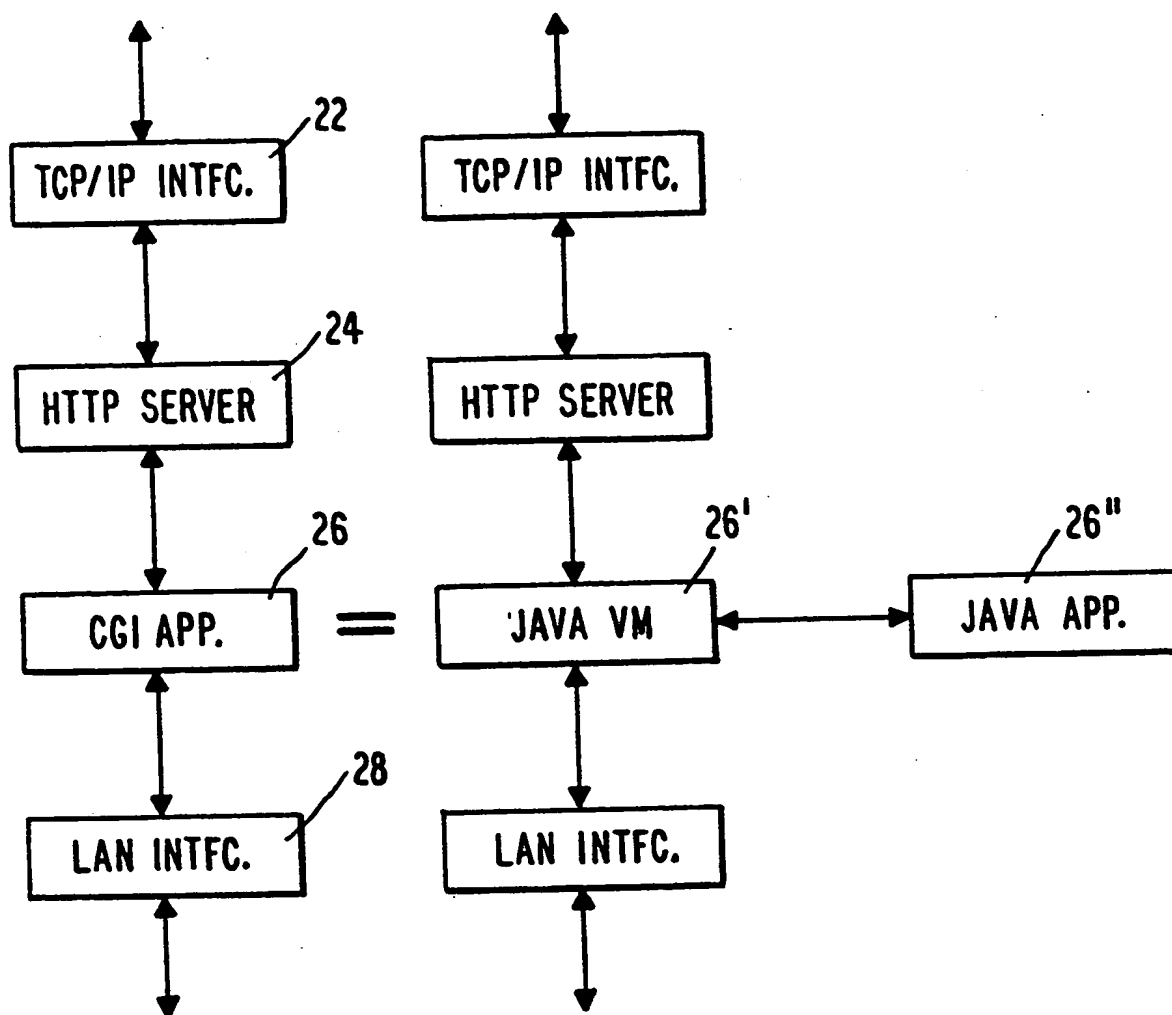 22
TCP/IP INTFC.
TCP/IP INTFC.
24
HTTP SERVER
HTTP SERVER
26
26'
26"
CGI APP.
=
JAVA VM
JAVA APP.
28
LAN INTFC.
LAN INTFC.